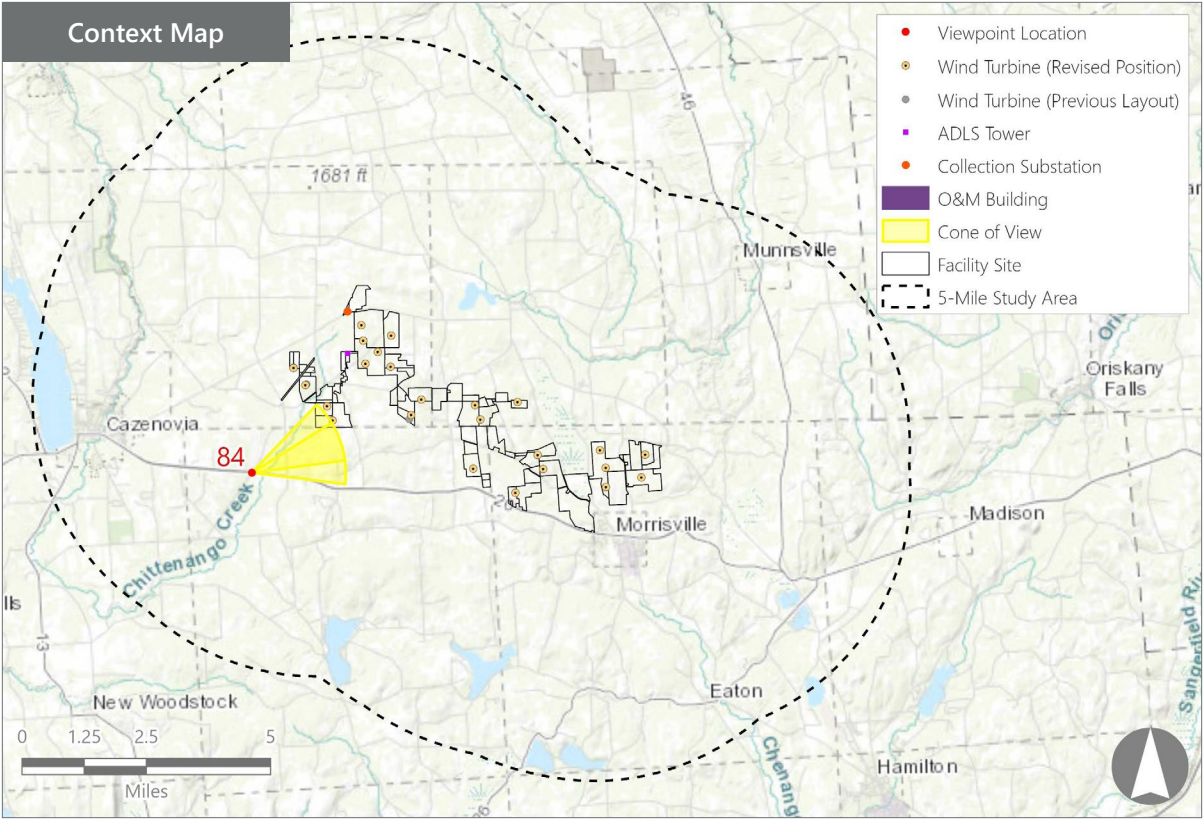 Context Map
Viewpoint Location
Wind Turbine (Revised Position)
Wind Turbine (Previous Layout)
ADLS Tower
Collection Substation
O&M Building
Cone of View
Facility Site
5-Mile Study Area
46
1681 ft
Munnsville
Oriskany
Falls
Cazenovia
84
20
Morrisville
Madison
Chittenango Creek
lls
13
New Woodstock
Eaton
Hamilton
Chenang
Sangerfield Ri
0 1.25 2.5 5
Miles